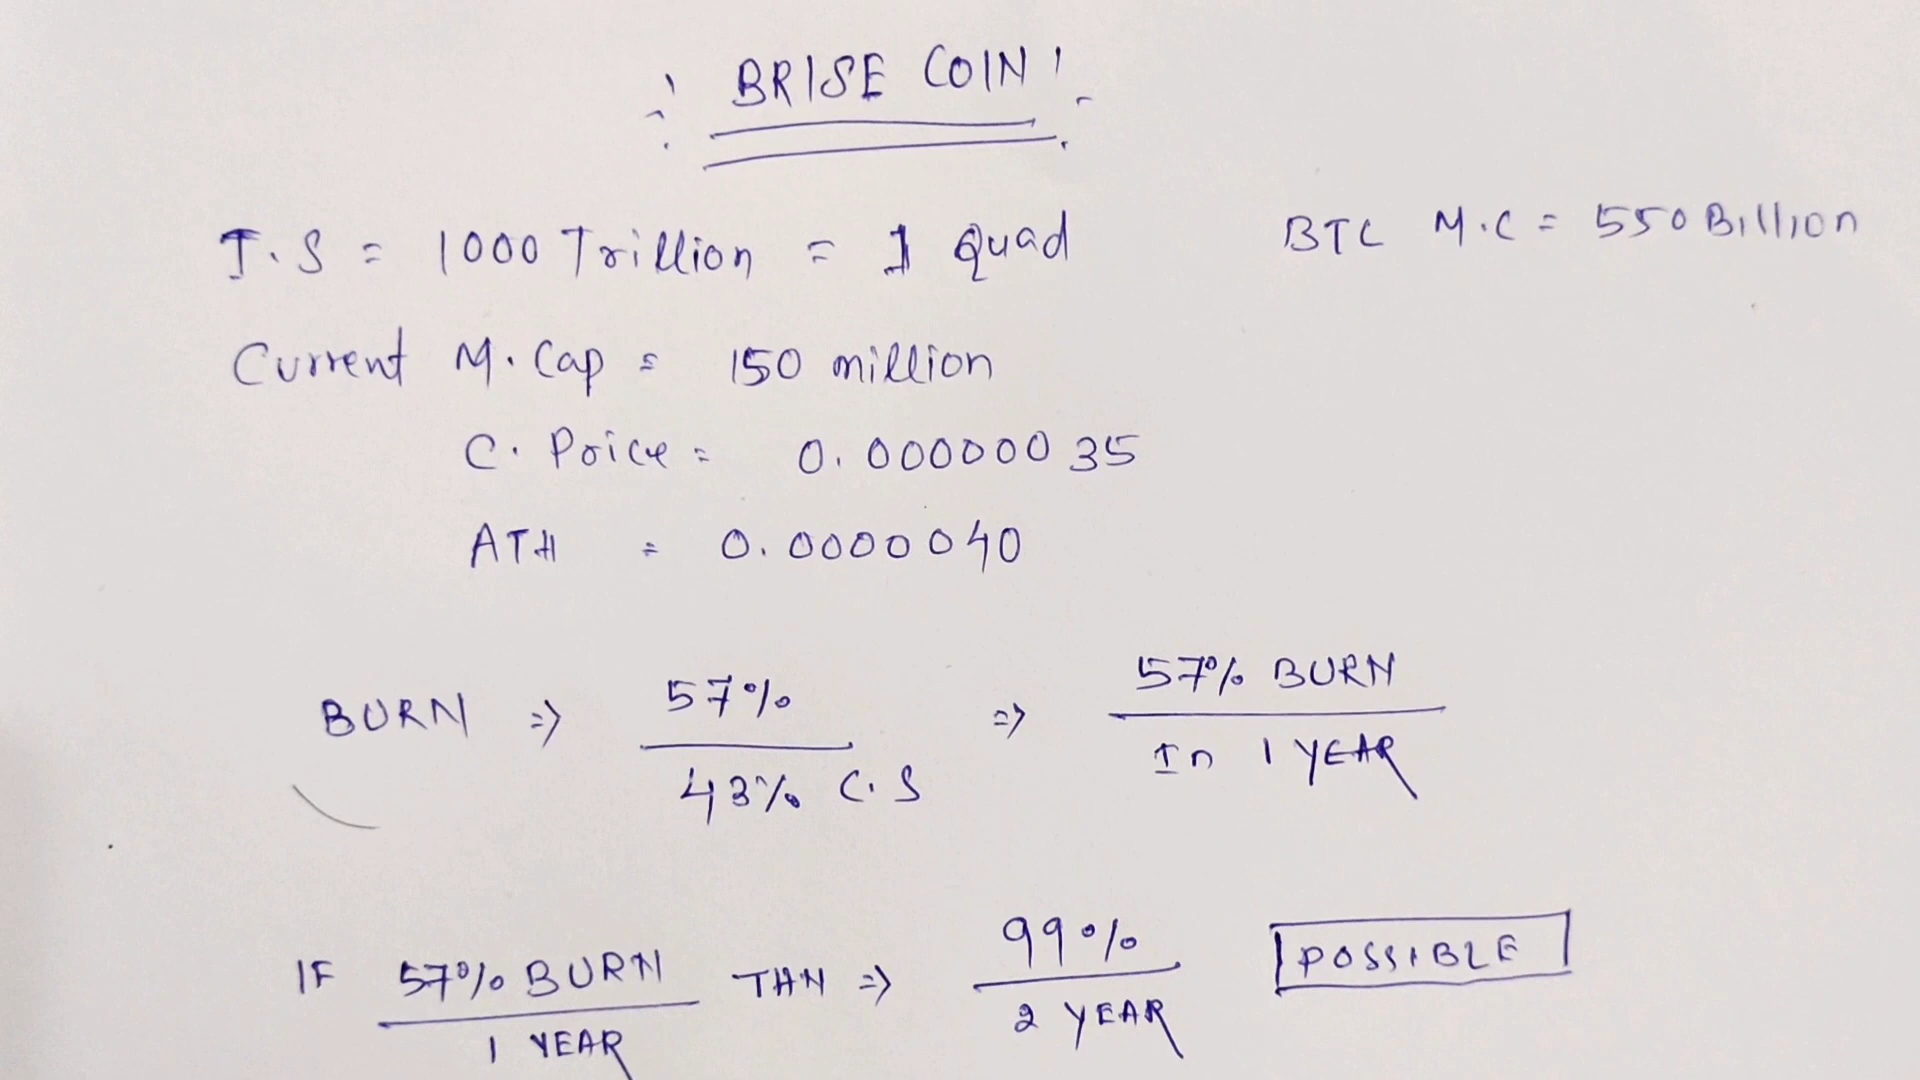 BRISE COIN
T.S = 1000 Trillion = 1 Quad
BTC M.C = 550 Billion
Current M. Cap = 150 million
C. Price = 0.00000035
ATH = 0.0000040
BURN => 57% / 43% C.S => 57% BURN / In 1 YEAR
IF 57% BURN / 1 YEAR THN => 99% / 2 YEAR POSSIBLE